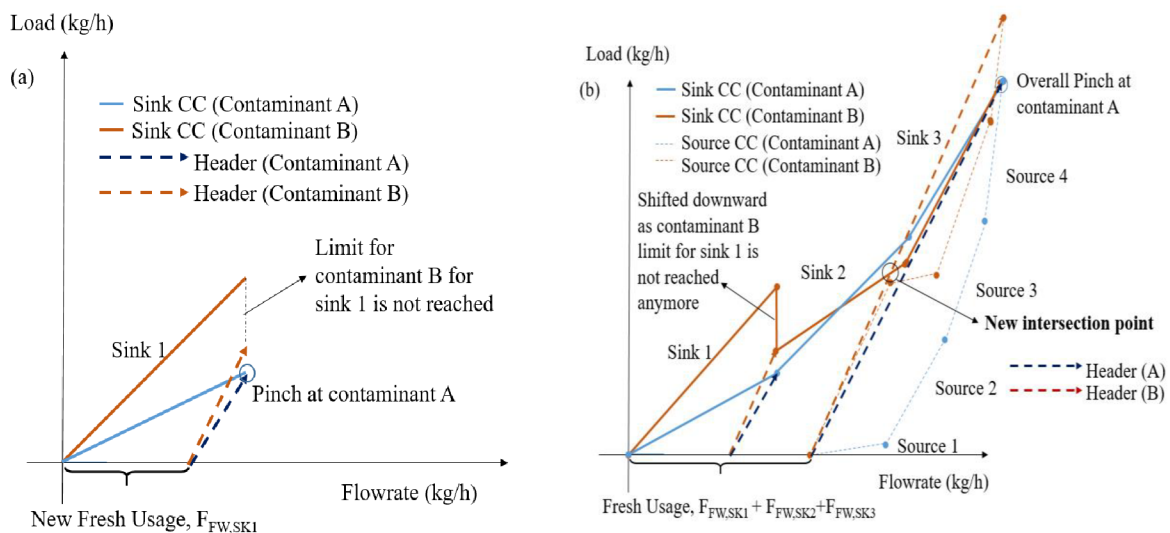 Load (kg/h)
(a)
Sink CC (Contaminant A)
Sink CC (Contaminant B)
Header (Contaminant A)
Header (Contaminant B)
Limit for
contaminant B for
sink 1 is not reached
Sink 1
Pinch at contaminant A
Flowrate (kg/h)
New Fresh Usage, F_FW,SK1
Load (kg/h)
(b)
Sink CC (Contaminant A)
Sink CC (Contaminant B)
Source CC (Contaminant A)
Source CC (Contaminant B)
Overall Pinch at
contaminant A
Sink 3
Source 4
Shifted downward
as contaminant B
limit for sink 1 is
not reached
anymore
Sink 2
Source 3
New intersection point
Sink 1
Header (A)
Source 2
Header (B)
Source 1
Flowrate (kg/h)
Fresh Usage, F_FW,SK1 + F_FW,SK2+F_FW,SK3